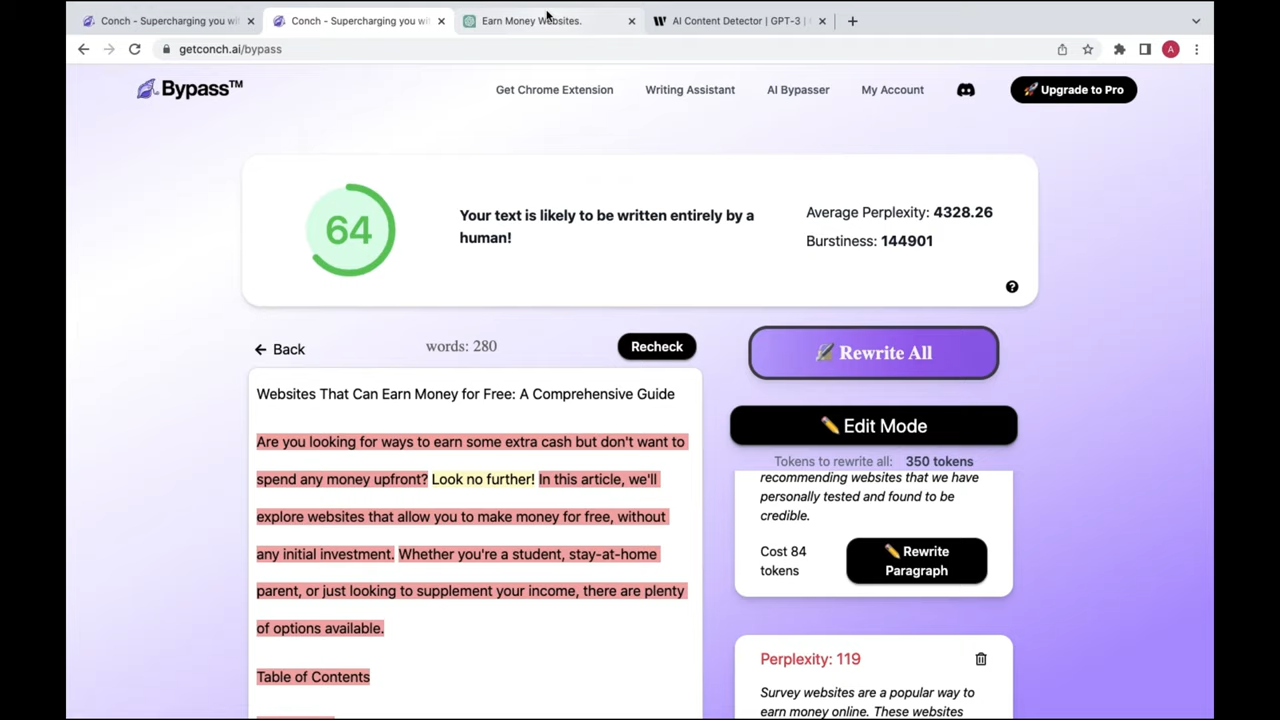 Conch - Supercharging you wi
Conch - Supercharging you wi
Earn Money Websites.
AI Content Detector | GPT-3 |
getconch.ai/bypass
A
Bypass™
Get Chrome Extension
Writing Assistant
AI Bypasser
My Account
Upgrade to Pro
64
Your text is likely to be written entirely by a
human!
Average Perplexity: 4328.26
Burstiness: 144901
Back
words: 280
Recheck
Rewrite All
Edit Mode
Tokens to rewrite all: 350 tokens
Websites That Can Earn Money for Free: A Comprehensive Guide
Are you looking for ways to earn some extra cash but don't want to
spend any money upfront? Look no further! In this article, we'll
explore websites that allow you to make money for free, without
any initial investment. Whether you're a student, stay-at-home
parent, or just looking to supplement your income, there are plenty
of options available.
Table of Contents
recommending websites that we have
personally tested and found to be
credible.
Cost 84
tokens
Rewrite
Paragraph
Perplexity: 119
Survey websites are a popular way to
earn money online. These websites